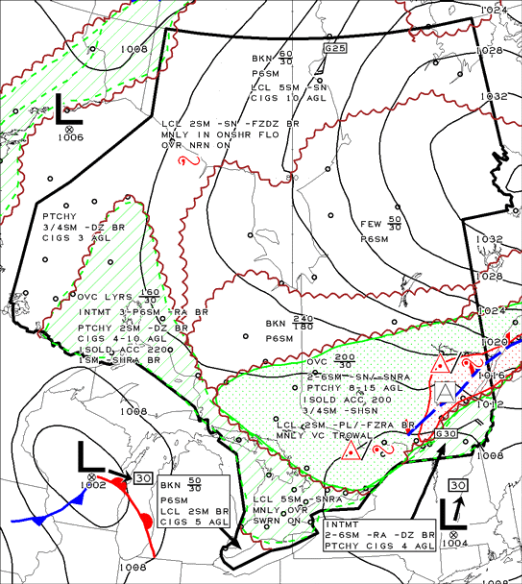 1024
1008
G25
BKN 60/30
P6SM
LCL 5SM -SN
CIGS 10 AGL
1028
1032
L
1006
LCL 2SM -SN -FZDZ BR
MNLY IN ONSHR FLO
OVR NRN ON
PTCHY
3/4SM -DZ BR
CIGS 3 AGL
FEW 50/30
P6SM
1032
1028
1024
1020
1016
1012
1008
OVC LYRS 160/30
INTMT 3-P6SM -RA BR
PTCHY 2SM -DZ BR
CIGS 4-10 AGL
ISOLD ACC 220
1SM -SHRA BR
BKN 240/180
P6SM
OVC 200/30
2-6SM -SN/-SNRA
PTCHY 8-15 AGL
ISOLD ACC 200
3/4SM -SHSN
LCL 2SM -PL/-FZRA BR
MNLY VC TROWAL
G30
1008
L
1002
30
BKN 50/30
P6SM
LCL 2SM BR
CIGS 5 AGL
LCL 5SM -SNRA
MNLY OVR
SWRN ON
INTMT
2-6SM -RA -DZ BR
PTCHY CIGS 4 AGL
30
L
1004
1008
1008